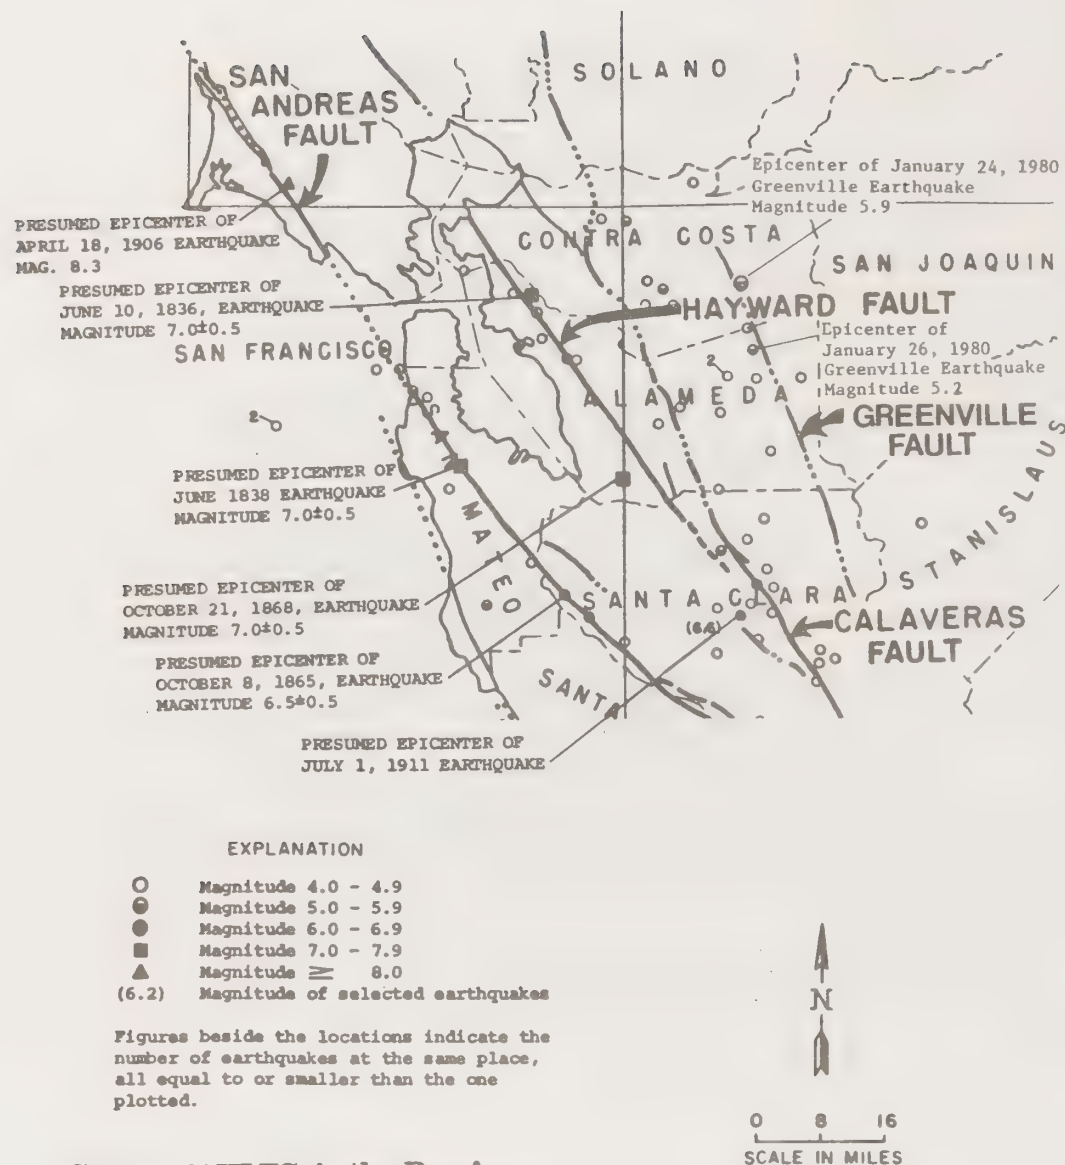 SOLANO
SAN
ANDREAS
FAULT
Epicenter of January 24, 1980
Greenville Earthquake
Magnitude 5.9
PRESUMED EPICENTER OF
APRIL 18, 1906 EARTHQUAKE
MAG. 8.3
CONTRA COSTA
SAN JOAQUIN
PRESUMED EPICENTER OF
JUNE 10, 1836, EARTHQUAKE
MAGNITUDE 7.0±0.5
HAYWARD FAULT
SAN FRANCISCO
Epicenter of
January 26, 1980
Greenville Earthquake
Magnitude 5.2
2
ALAMEDA
2
GREENVILLE
FAULT
SAN MATEO
PRESUMED EPICENTER OF
JUNE 1838 EARTHQUAKE
MAGNITUDE 7.0±0.5
STANISLAUS
PRESUMED EPICENTER OF
OCTOBER 21, 1868, EARTHQUAKE
MAGNITUDE 7.0±0.5
SANTA CLARA
(6.6)
CALAVERAS
FAULT
PRESUMED EPICENTER OF
OCTOBER 8, 1865, EARTHQUAKE
MAGNITUDE 6.5±0.5
SANTA
PRESUMED EPICENTER OF
JULY 1, 1911 EARTHQUAKE
EXPLANATION
Magnitude 4.0 - 4.9
Magnitude 5.0 - 5.9
Magnitude 6.0 - 6.9
Magnitude 7.0 - 7.9
Magnitude ≥ 8.0
(6.2) Magnitude of selected earthquakes
Figures beside the locations indicate the
number of earthquakes at the same place,
all equal to or smaller than the one
plotted.
N
0 8 16
SCALE IN MILES